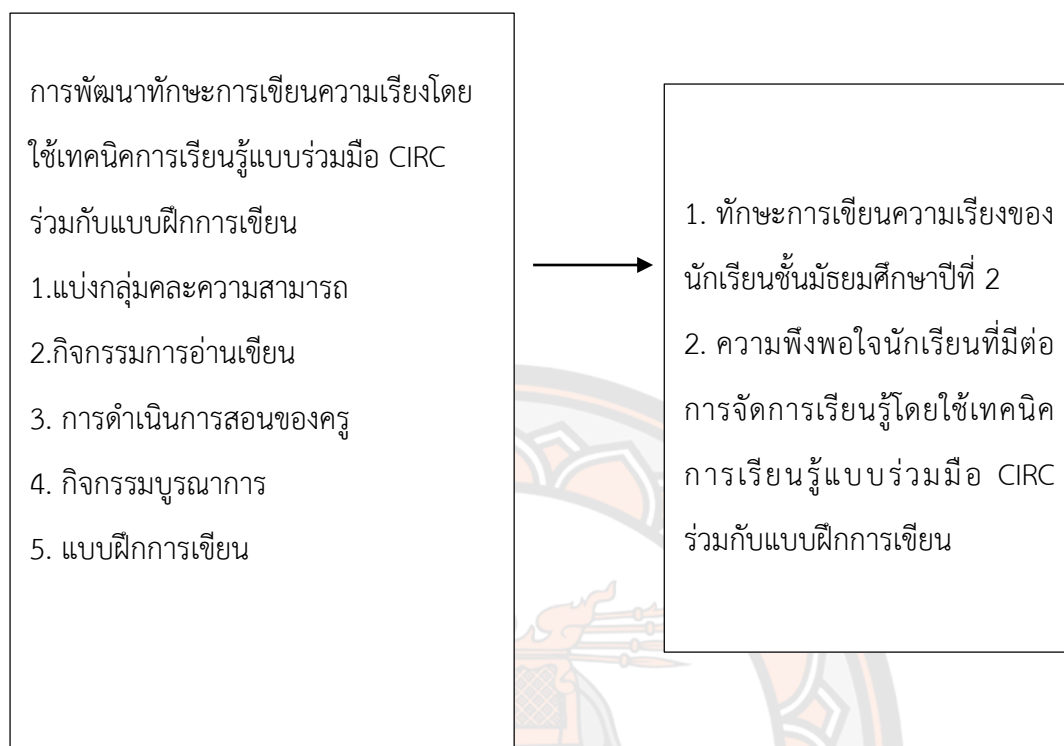 การพัฒนาทักษะการเขียนความเรียงโดย
ใช้เทคนิคการเรียนรู้แบบร่วมมือ CIRC
ร่วมกับแบบฝึกการเขียน
1.แบ่งกลุ่มคละความสามารถ
2.กิจกรรมการอ่านเขียน
3. การดำเนินการสอนของครู
4. กิจกรรมบูรณาการ
5. แบบฝึกการเขียน
1. ทักษะการเขียนความเรียงของ
นักเรียนชั้นมัธยมศึกษาปีที่ 2
2. ความพึงพอใจนักเรียนที่มีต่อ
การจัดการเรียนรู้โดยใช้เทคนิค
การเรียนรู้แบบร่วมมือ CIRC
ร่วมกับแบบฝึกการเขียน